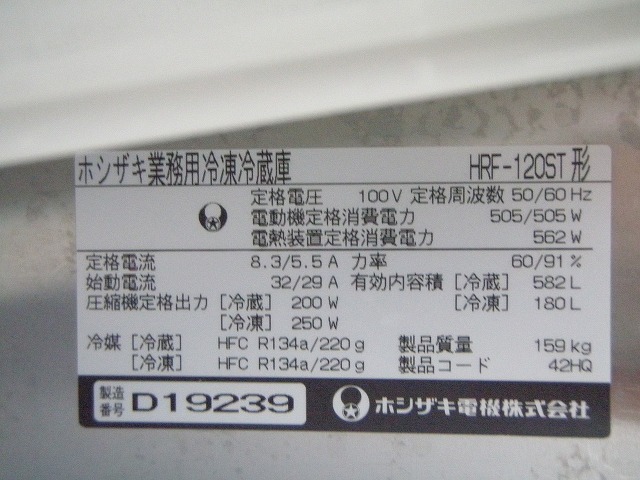 ホシザキ業務用冷凍冷蔵庫 HRF-120ST 形
定格電圧 100V 定格周波数 50/60 Hz
電動機定格消費電力 505/505 W
電熱装置定格消費電力 562W
定格電流 8.3/5.5 A 力率 60/91 %
始動電流 32/29 A 有効内容積 [冷蔵] 582L
圧縮機定格出力 [冷蔵] 200 W [冷凍] 180L
[冷凍] 250 W
冷媒 [冷蔵] HFC R134a/220 g 製品質量 159kg
[冷凍] HFC R134a/220 g 製品コード 42HQ
製造番号 D19239 ホシザキ電機株式会社